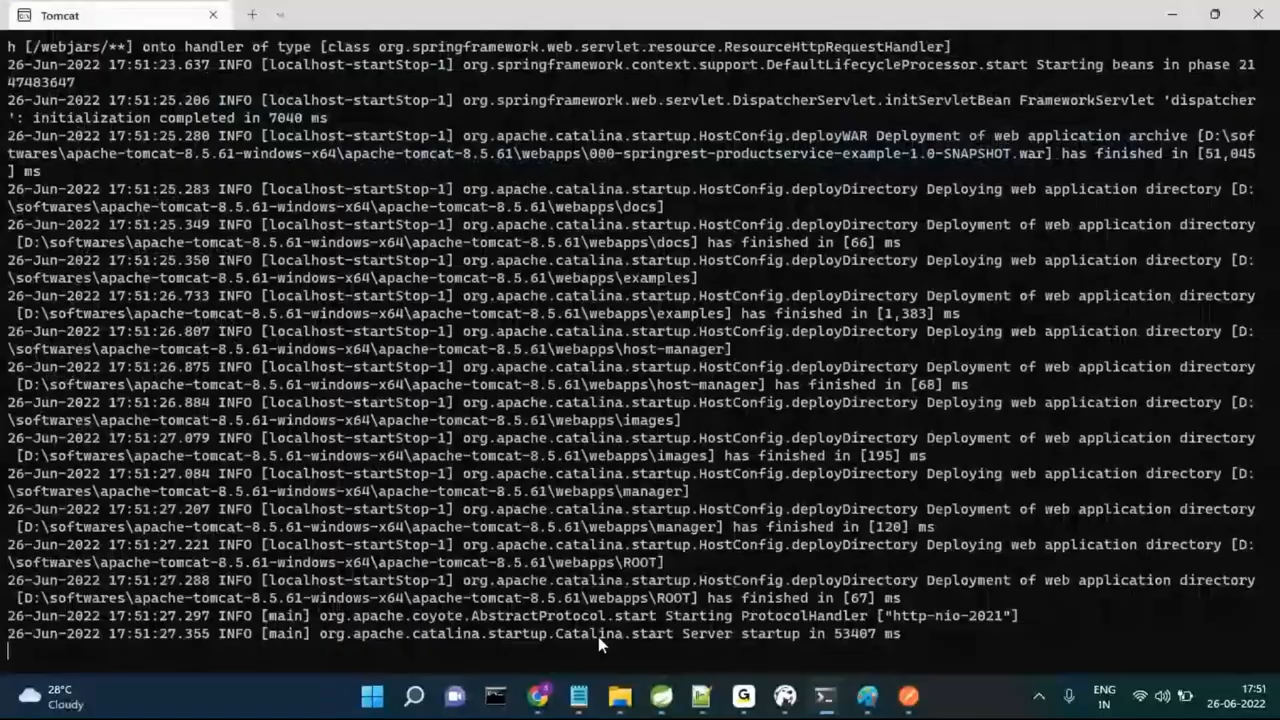 Tomcat
h [/webjars/**] onto handler of type [class org.springframework.web.servlet.resource.ResourceHttpRequestHandler]
26-Jun-2022 17:51:23.637 INFO [localhost-startStop-1] org.springframework.context.support.DefaultLifecycleProcessor.start Starting beans in phase 21
47483647
26-Jun-2022 17:51:25.206 INFO [localhost-startStop-1] org.springframework.web.servlet.DispatcherServlet.initServletBean FrameworkServlet 'dispatcher
': initialization completed in 7040 ms
26-Jun-2022 17:51:25.280 INFO [localhost-startStop-1] org.apache.catalina.startup.HostConfig.deployWAR Deployment of web application archive [D:\sof
twares\apache-tomcat-8.5.61-windows-x64\apache-tomcat-8.5.61\webapps\000-springrest-productservice-example-1.0-SNAPSHOT.war] has finished in [51,045
] ms
26-Jun-2022 17:51:25.283 INFO [localhost-startStop-1] org.apache.catalina.startup.HostConfig.deployDirectory Deploying web application directory [D:
\softwares\apache-tomcat-8.5.61-windows-x64\apache-tomcat-8.5.61\webapps\docs]
26-Jun-2022 17:51:25.349 INFO [localhost-startStop-1] org.apache.catalina.startup.HostConfig.deployDirectory Deployment of web application directory
[D:\softwares\apache-tomcat-8.5.61-windows-x64\apache-tomcat-8.5.61\webapps\docs] has finished in [66] ms
26-Jun-2022 17:51:25.350 INFO [localhost-startStop-1] org.apache.catalina.startup.HostConfig.deployDirectory Deploying web application directory [D:
\softwares\apache-tomcat-8.5.61-windows-x64\apache-tomcat-8.5.61\webapps\examples]
26-Jun-2022 17:51:26.733 INFO [localhost-startStop-1] org.apache.catalina.startup.HostConfig.deployDirectory Deployment of web application directory
[D:\softwares\apache-tomcat-8.5.61-windows-x64\apache-tomcat-8.5.61\webapps\examples] has finished in [1,383] ms
26-Jun-2022 17:51:26.807 INFO [localhost-startStop-1] org.apache.catalina.startup.HostConfig.deployDirectory Deploying web application directory [D:
\softwares\apache-tomcat-8.5.61-windows-x64\apache-tomcat-8.5.61\webapps\host-manager]
26-Jun-2022 17:51:26.875 INFO [localhost-startStop-1] org.apache.catalina.startup.HostConfig.deployDirectory Deployment of web application directory
[D:\softwares\apache-tomcat-8.5.61-windows-x64\apache-tomcat-8.5.61\webapps\host-manager] has finished in [68] ms
26-Jun-2022 17:51:26.884 INFO [localhost-startStop-1] org.apache.catalina.startup.HostConfig.deployDirectory Deploying web application directory [D:
\softwares\apache-tomcat-8.5.61-windows-x64\apache-tomcat-8.5.61\webapps\images]
26-Jun-2022 17:51:27.079 INFO [localhost-startStop-1] org.apache.catalina.startup.HostConfig.deployDirectory Deployment of web application directory
[D:\softwares\apache-tomcat-8.5.61-windows-x64\apache-tomcat-8.5.61\webapps\images] has finished in [195] ms
26-Jun-2022 17:51:27.084 INFO [localhost-startStop-1] org.apache.catalina.startup.HostConfig.deployDirectory Deploying web application directory [D:
\softwares\apache-tomcat-8.5.61-windows-x64\apache-tomcat-8.5.61\webapps\manager]
26-Jun-2022 17:51:27.207 INFO [localhost-startStop-1] org.apache.catalina.startup.HostConfig.deployDirectory Deployment of web application directory
[D:\softwares\apache-tomcat-8.5.61-windows-x64\apache-tomcat-8.5.61\webapps\manager] has finished in [120] ms
26-Jun-2022 17:51:27.221 INFO [localhost-startStop-1] org.apache.catalina.startup.HostConfig.deployDirectory Deploying web application directory [D:
\softwares\apache-tomcat-8.5.61-windows-x64\apache-tomcat-8.5.61\webapps\ROOT]
26-Jun-2022 17:51:27.288 INFO [localhost-startStop-1] org.apache.catalina.startup.HostConfig.deployDirectory Deployment of web application directory
[D:\softwares\apache-tomcat-8.5.61-windows-x64\apache-tomcat-8.5.61\webapps\ROOT] has finished in [67] ms
26-Jun-2022 17:51:27.297 INFO [main] org.apache.coyote.AbstractProtocol.start Starting ProtocolHandler ["http-nio-2021"]
26-Jun-2022 17:51:27.355 INFO [main] org.apache.catalina.startup.Catalina.start Server startup in 53407 ms
28°C
Cloudy
ENG
IN
17:51
26-06-2022